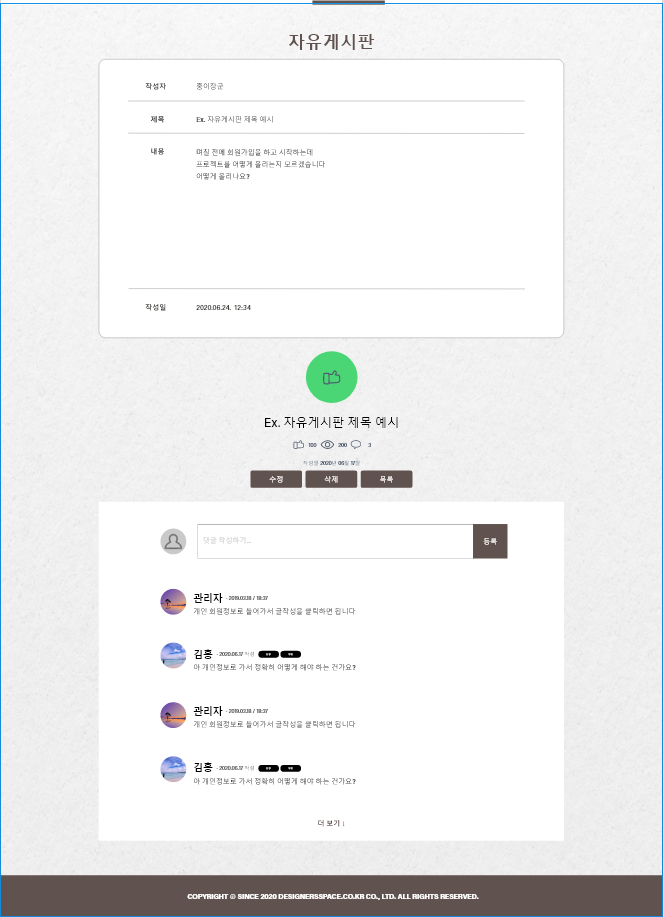 자유게시판
작성자 홍이장군
제목 Ex. 자유게시판 제목 예시
내용 며칠 전에 회원가입을 하고 시작하는데
프로젝트를 어떻게 올리는지 모르겠습니다
어떻게 올리나요?
작성일 2020.06.24. 12:34
Ex. 자유게시판 제목 예시
100 200 3
작성일 2020년 06월 17일
수정 삭제 목록
댓글 작성하기... 등록
관리자 · 2019.03.18 / 18:37
개인 회원정보로 들어가서 글작성을 클릭하면 됩니다
김홍 · 2020.06.17 작성
아 개인정보로 가서 정확히 어떻게 해야 하는 건가요?
관리자 · 2019.03.18 / 18:37
개인 회원정보로 들어가서 글작성을 클릭하면 됩니다
김홍 · 2020.06.17 작성
아 개인정보로 가서 정확히 어떻게 해야 하는 건가요?
더 보기 ↓
COPYRIGHT @ SINCE 2020 DESIGNERSSPACE.CO.KR CO., LTD. ALL RIGHTS RESERVED.